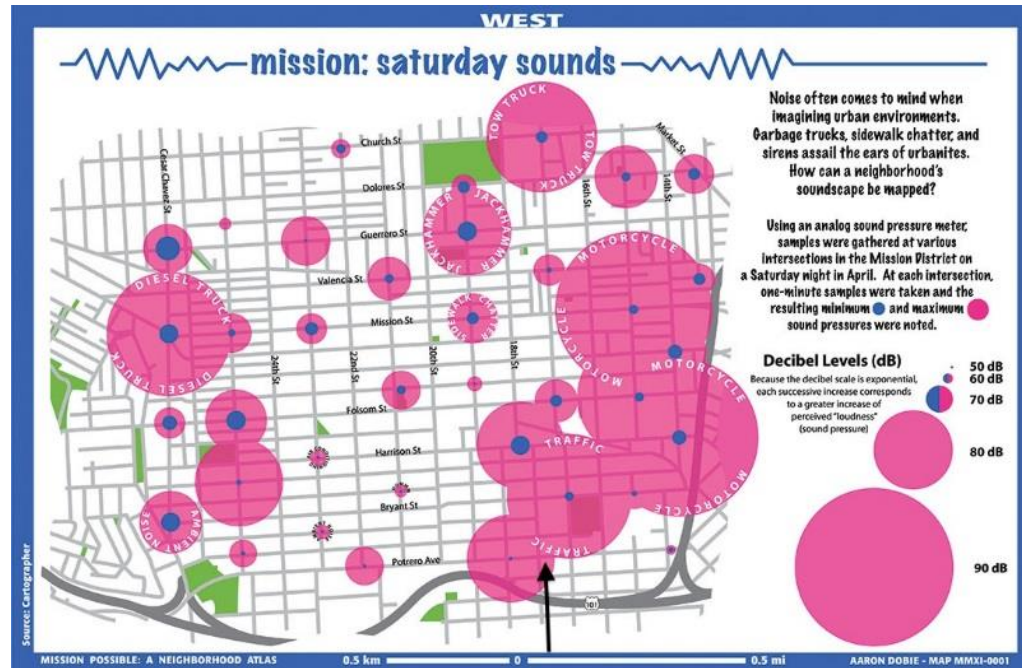 WEST
mission: saturday sounds
Noise often comes to mind when
imagining urban environments.
Garbage trucks, sidewalk chatter, and
sirens assail the ears of urbanites.
How can a neighborhood's
soundscape be mapped?
Using an analog sound pressure meter,
samples were gathered at various
intersections in the Mission District on
a Saturday night in April. At each intersection,
one-minute samples were taken and the
resulting minimum and maximum
sound pressures were noted.
Decibel Levels (dB)
Because the decibel scale is exponential,
each successive increase corresponds
to a greater increase of
perceived "loudness"
(sound pressure)
50 dB
60 dB
70 dB
80 dB
90 dB
TOW TRUCK
TOW TRUCK
Church St
Market St
Cesar Chavez St
Dolores St
16th St
14th St
JACKHAMMER
JACKHAMMER
Guerrero St
MOTORCYCLE
Valencia St
DIESEL TRUCK
DIESEL TRUCK
SIDEWALK CHATTER
Mission St
MOTORCYCLE
24th St
22nd St
20th St
18th St
MOTORCYCLE
Folsom St
TRAFFIC
Harrison St
MOTORCYCLE
Bryant St
AMBIENT NOISE
TRAFFIC
Potrero Ave
101
Source: Cartographer
MISSION POSSIBLE: A NEIGHBORHOOD ATLAS
0.5 km
0
0.5 mi
AARON DOBIE - MAP MMXI-0001